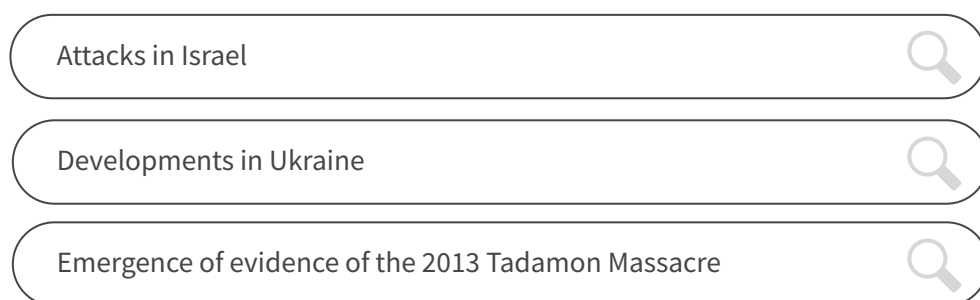 Attacks in Israel
Developments in Ukraine
Emergence of evidence of the 2013 Tadamon Massacre